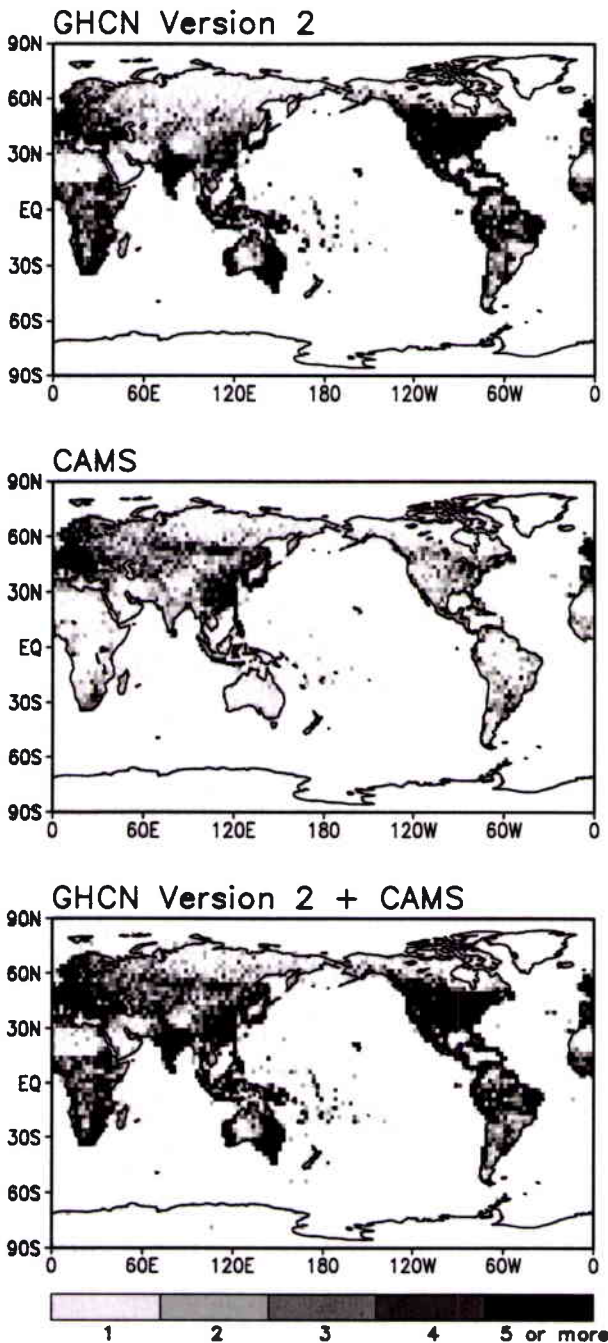 GHCN Version 2
90N
60N
30N
EQ
30S
60S
90S
0 60E 120E 180 120W 60W 0
CAMS
90N
60N
30N
EQ
30S
60S
90S
0 60E 120E 180 120W 60W 0
GHCN Version 2 + CAMS
90N
60N
30N
EQ
30S
60S
90S
0 60E 120E 180 120W 60W 0
1 2 3 4 5 or more